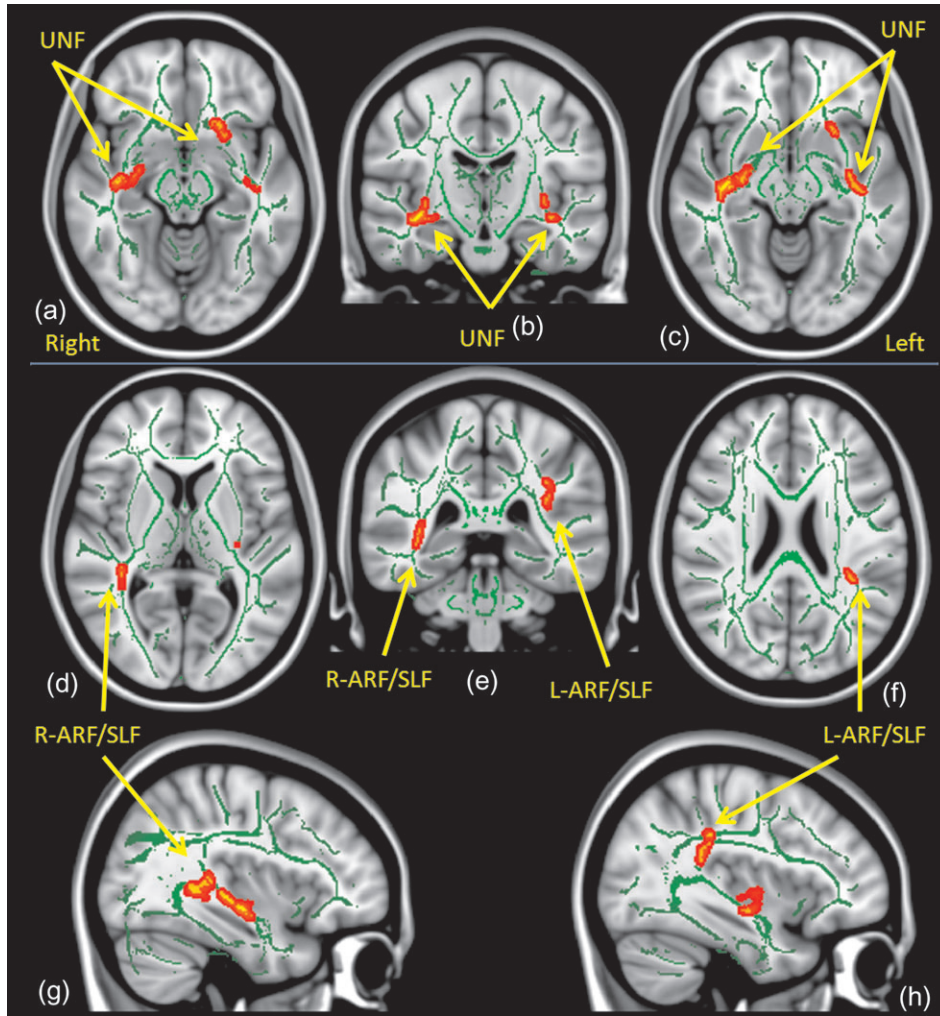 UNF
UNF
(a)
(b)
(c)
Right
UNF
Left
(d)
R-ARF/SLF
(e)
L-ARF/SLF
(f)
R-ARF/SLF
L-ARF/SLF
(g)
(h)